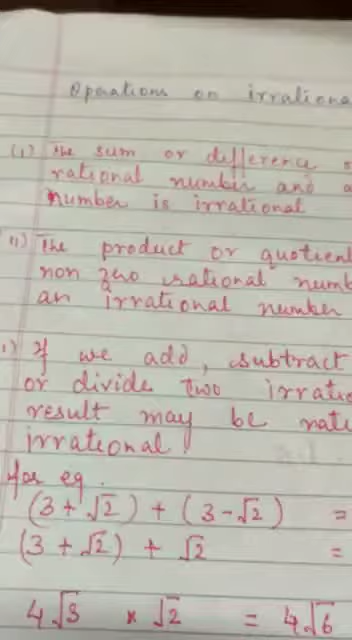 Operations on irrationa
(i) The sum or difference o
rational number and a
number is irrational
ii) The product or quotient
non zero rational numb
an irrational number
i) If we add, subtract
or divide two irratio
result may be rati
irrational.
for eg.
(3 + √2) + (3 - √2) =
(3 + √2) + √2 =
4√3 × √2 = 4√6